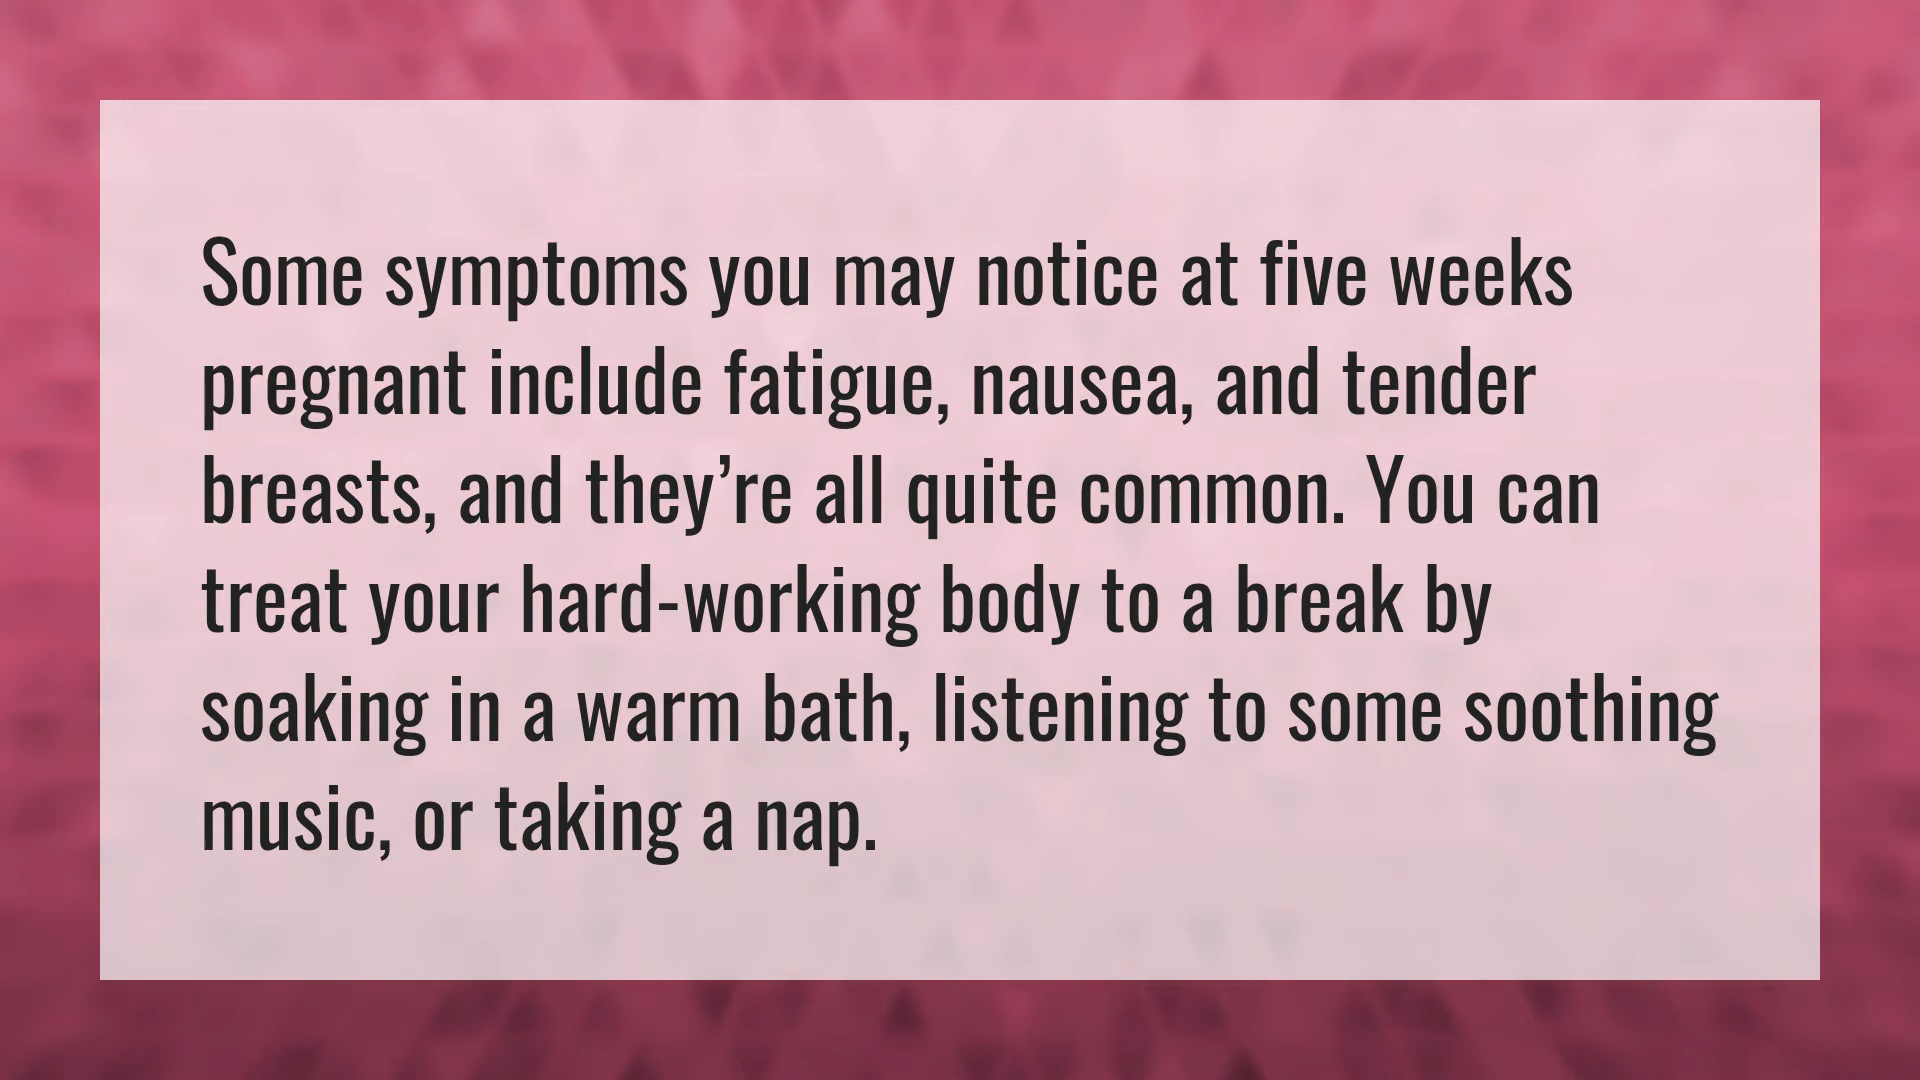 Some symptoms you may notice at five weeks
pregnant include fatigue, nausea, and tender
breasts, and they’re all quite common. You can
treat your hard-working body to a break by
soaking in a warm bath, listening to some soothing
music, or taking a nap.